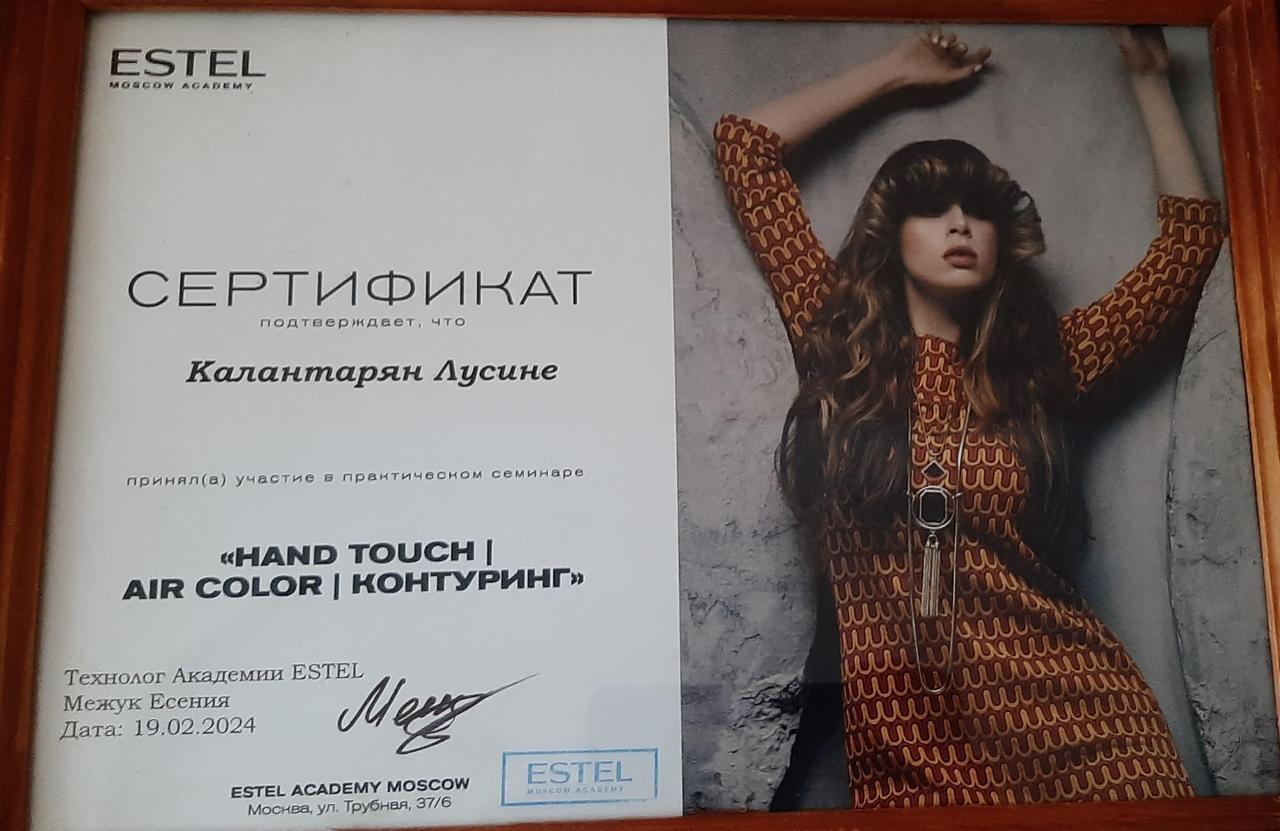 ESTEL
MOSCOW ACADEMY
СЕРТИФИКАТ
подтверждает, что
Калантарян Лусине
принял(а) участие в практическом семинаре
«HAND TOUCH |
AIR COLOR | КОНТУРИНГ»
Технолог Академии ESTEL
Межук Есения
Дата: 19.02.2024
ESTEL ACADEMY MOSCOW
Москва, ул. Трубная, 37/6
ESTEL
MOSCOW ACADEMY